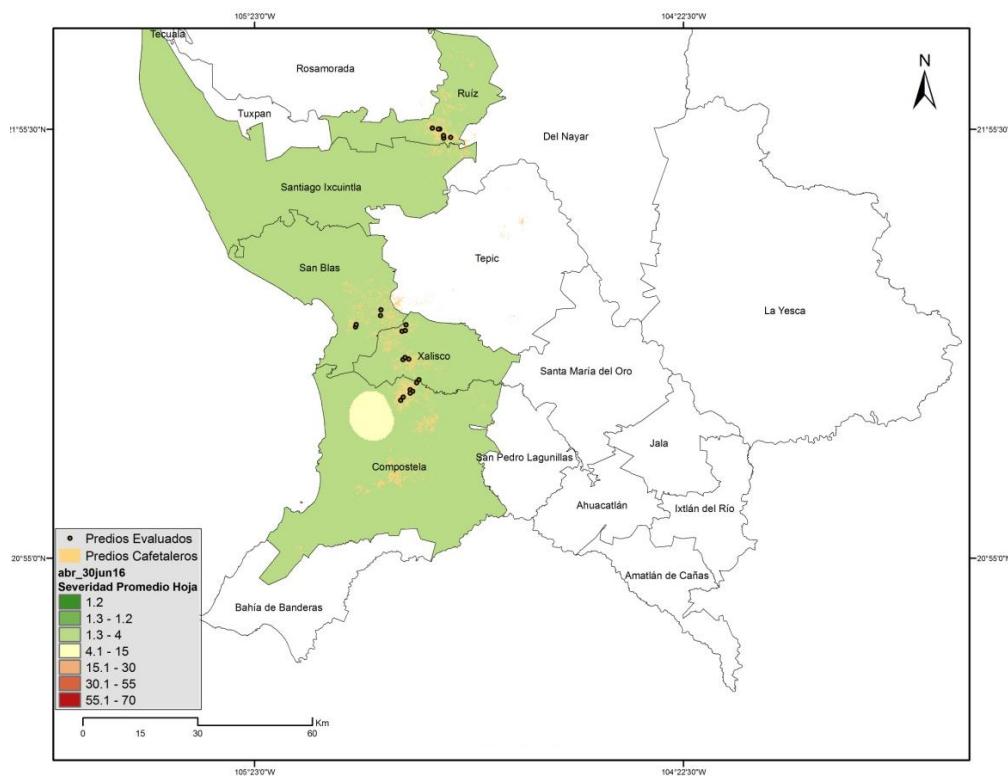 105°23'0"W
104°22'30"W
Tecuala
Rosamorada
N
Ruíz
Tuxpan
1°55'30"N
Del Nayar
21°55'30
Santiago Ixcuintla
Tepic
San Blas
La Yesca
Xalisco
Santa María del Oro
Jala
San Pedro Lagunillas
Compostela
Ahuacatlán
Ixtlán del Río
Predios Evaluados
Predios Cafetaleros
20°55'0"N
20°55'0"N
abr_30jun16
Severidad Promedio Hoja
Amatlán de Cañas
1.2
Bahía de Banderas
1.3 - 1.2
1.3 - 4
4.1 - 15
15.1 - 30
30.1 - 55
55.1 - 70
Km
0 15 30 60
105°23'0"W
104°22'30"W